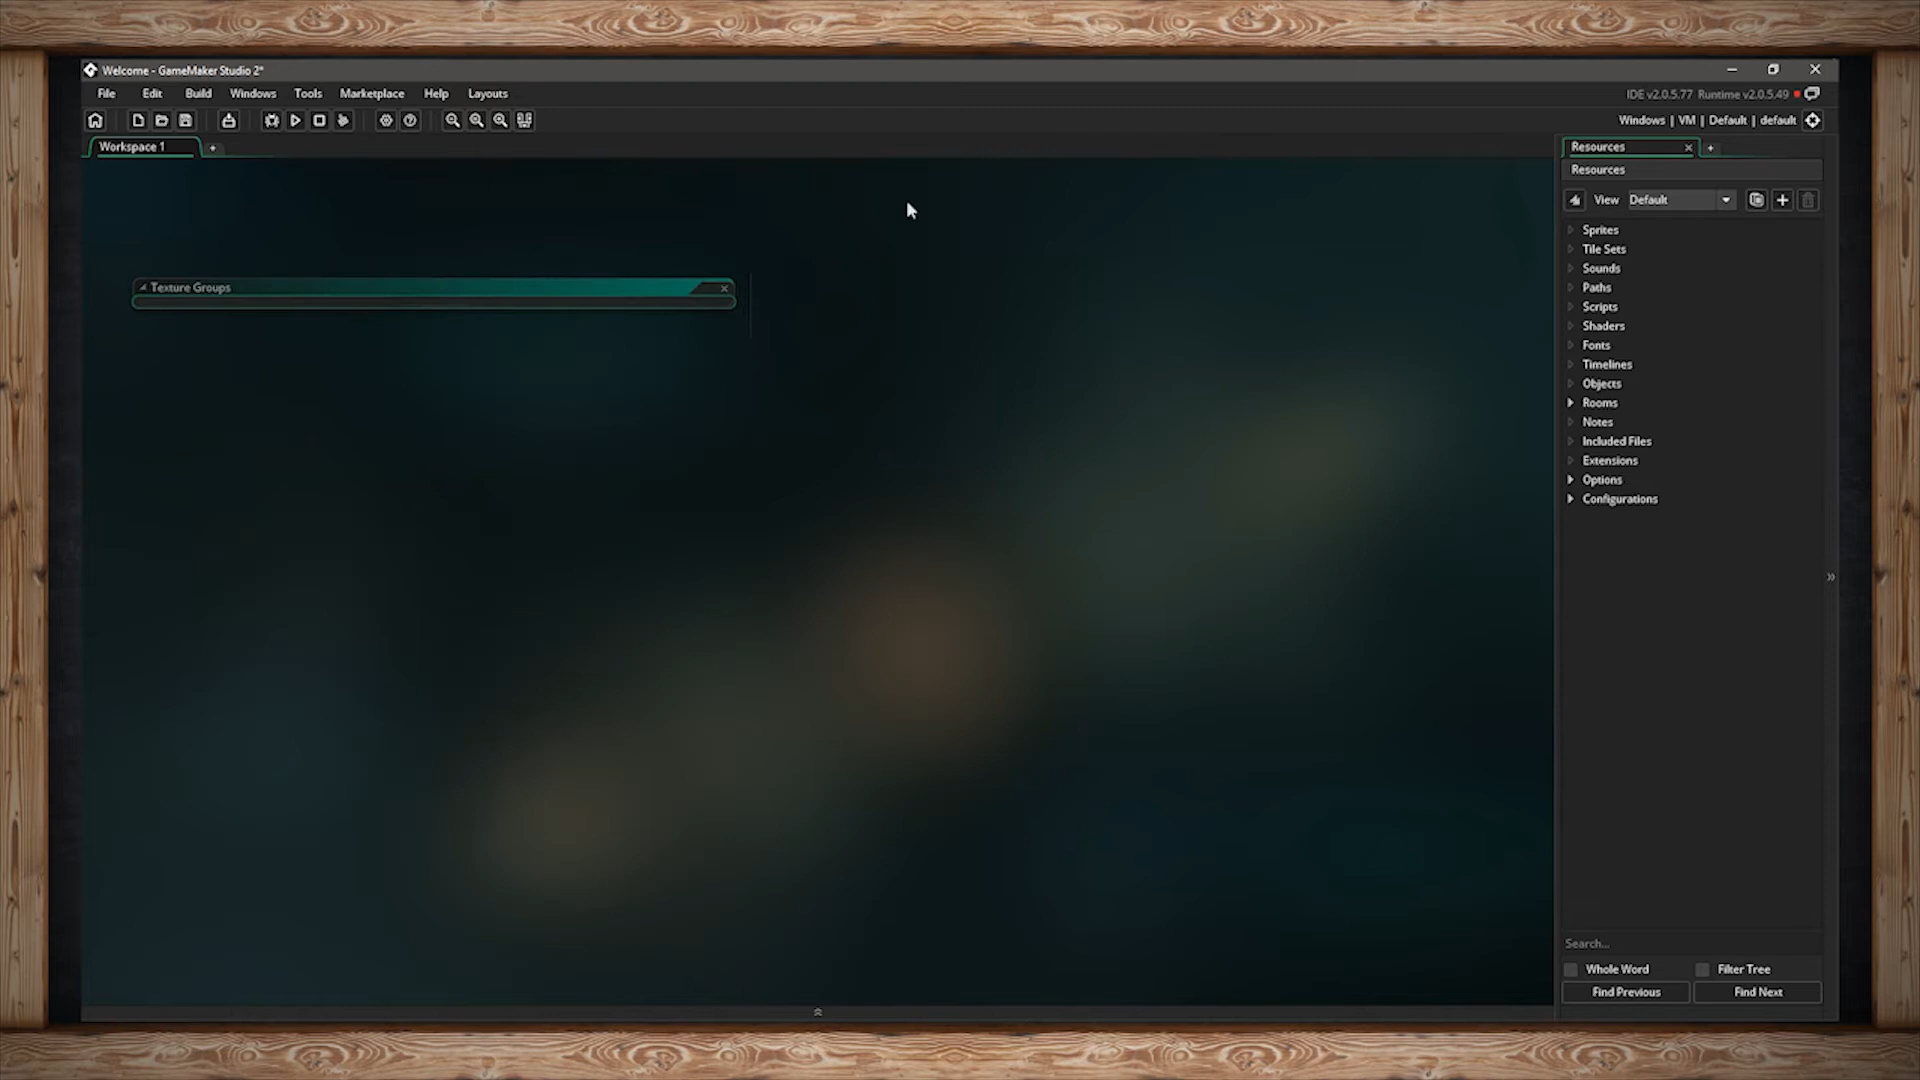 Welcome - GameMaker Studio 2*
File Edit Build Windows Tools Marketplace Help Layouts
IDE v2.0.5.77 Runtime v2.0.5.49
Windows | VM | Default | default
Workspace 1
Resources
Resources
View Default
Texture Groups
Sprites
Tile Sets
Sounds
Paths
Scripts
Shaders
Fonts
Timelines
Objects
Rooms
Notes
Included Files
Extensions
Options
Configurations
Search...
Whole Word Filter Tree
Find Previous Find Next